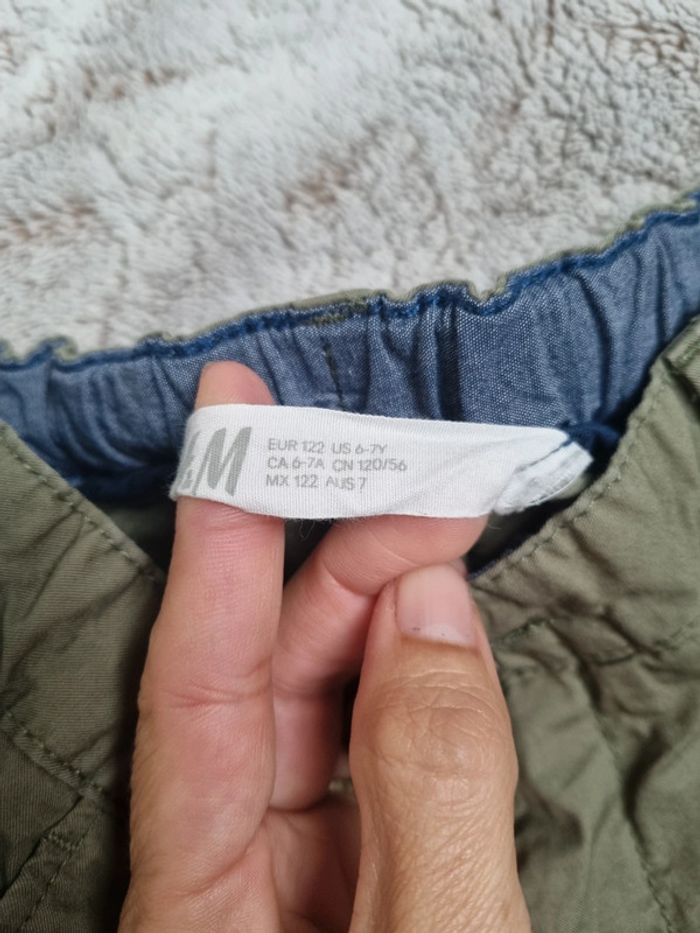 &M
EUR 122 US 6-7Y
CA 6-7A CN 120/56
MX 122 AUS 7